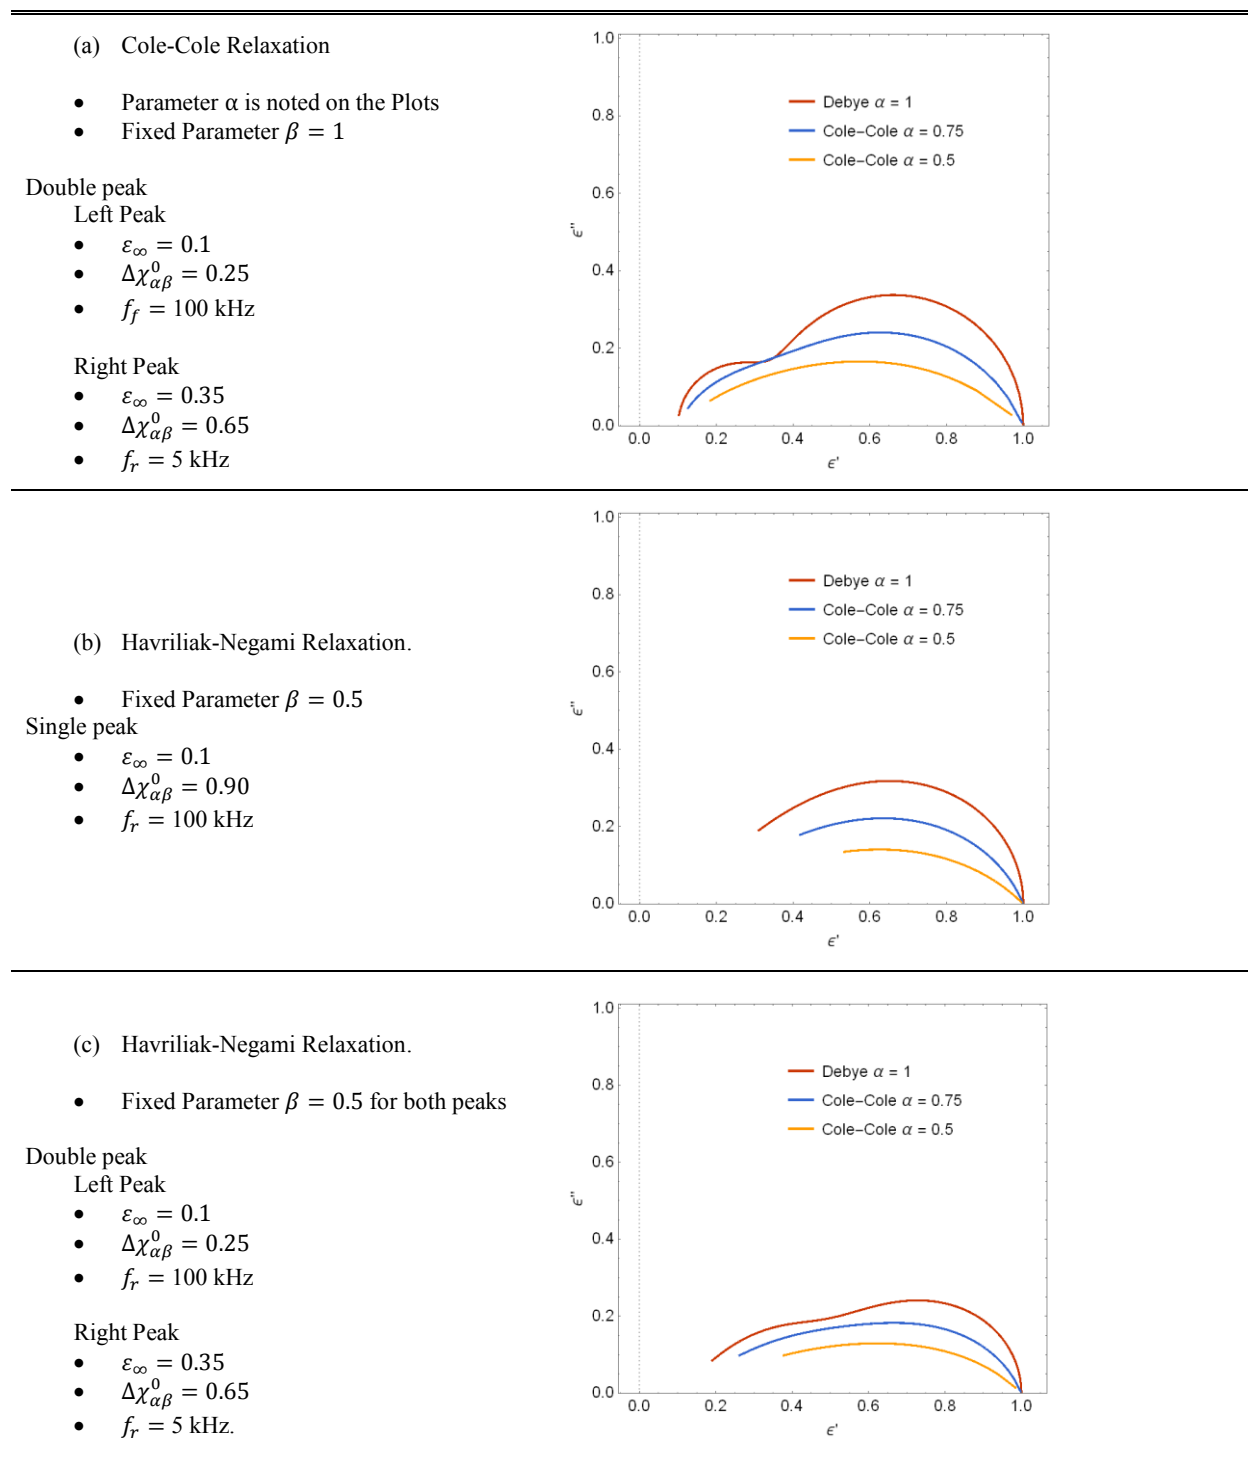 (a) Cole-Cole Relaxation
• Parameter α is noted on the Plots
• Fixed Parameter 𝛽 = 1
Double peak
Left Peak
• 𝜀∞ = 0.1
• Δ𝜒⁰𝛼𝛽 = 0.25
• 𝑓𝑓 = 100 kHz
Right Peak
• 𝜀∞ = 0.35
• Δ𝜒⁰𝛼𝛽 = 0.65
• 𝑓𝑟 = 5 kHz
1.0
0.8
0.6
0.4
0.2
0.0
ϵ''
Debye α = 1
Cole–Cole α = 0.75
Cole–Cole α = 0.5
0.0 0.2 0.4 0.6 0.8 1.0
ϵ'
(b) Havriliak-Negami Relaxation.
• Fixed Parameter 𝛽 = 0.5
Single peak
• 𝜀∞ = 0.1
• Δ𝜒⁰𝛼𝛽 = 0.90
• 𝑓𝑟 = 100 kHz
1.0
0.8
0.6
0.4
0.2
0.0
ϵ''
Debye α = 1
Cole–Cole α = 0.75
Cole–Cole α = 0.5
0.0 0.2 0.4 0.6 0.8 1.0
ϵ'
(c) Havriliak-Negami Relaxation.
• Fixed Parameter 𝛽 = 0.5 for both peaks
Double peak
Left Peak
• 𝜀∞ = 0.1
• Δ𝜒⁰𝛼𝛽 = 0.25
• 𝑓𝑟 = 100 kHz
Right Peak
• 𝜀∞ = 0.35
• Δ𝜒⁰𝛼𝛽 = 0.65
• 𝑓𝑟 = 5 kHz.
1.0
0.8
0.6
0.4
0.2
0.0
ϵ''
Debye α = 1
Cole–Cole α = 0.75
Cole–Cole α = 0.5
0.0 0.2 0.4 0.6 0.8 1.0
ϵ'